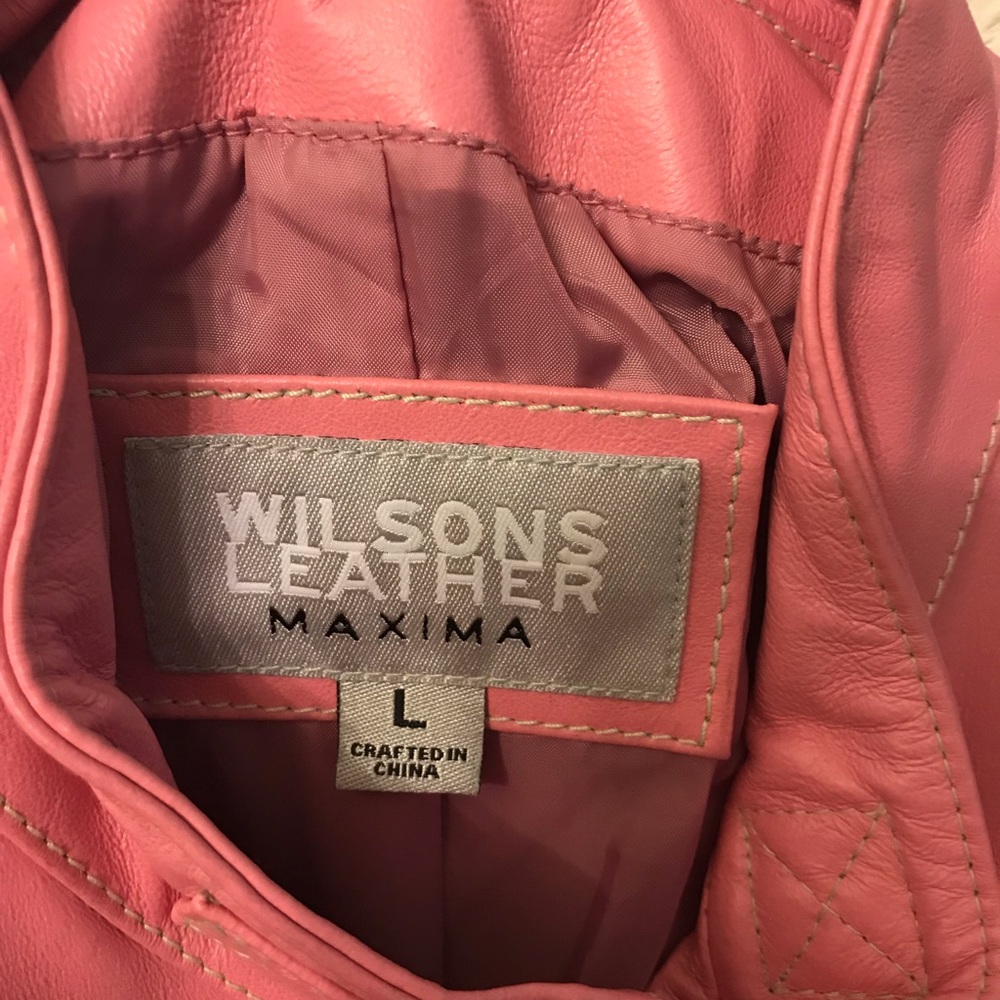 WILSONS
LEATHER
MAXIMA
L
CRAFTED IN
CHINA